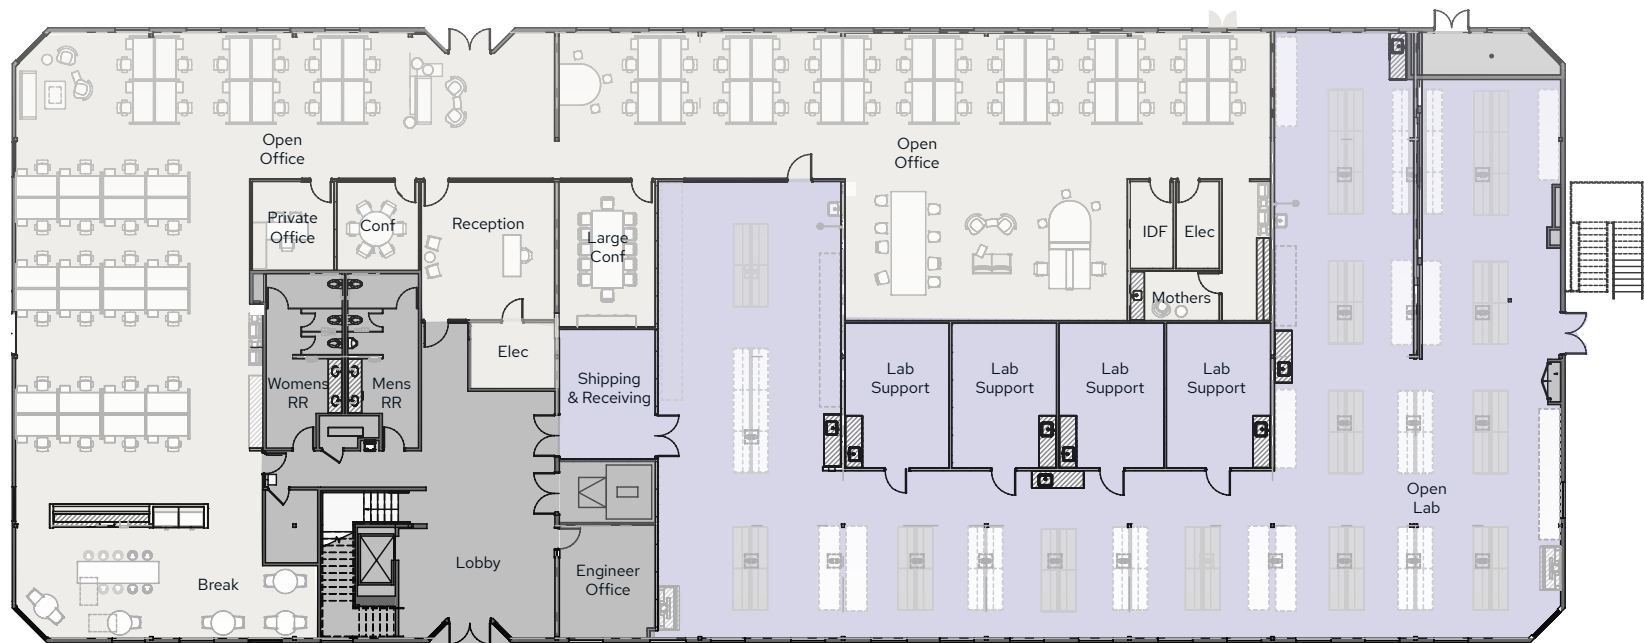 Open
Office
Open
Office
Private
Office
Conf
Reception
Large
Conf
IDF
Elec
Mothers
Elec
Womens
RR
Mens
RR
Shipping
& Receiving
Lab
Support
Lab
Support
Lab
Support
Lab
Support
Open
Lab
Lobby
Engineer
Office
Break